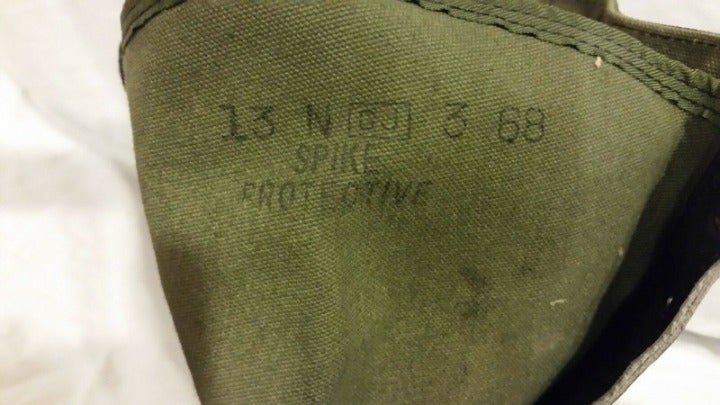 13 N GJ 3 68
SPIKE
PROTECTIVE